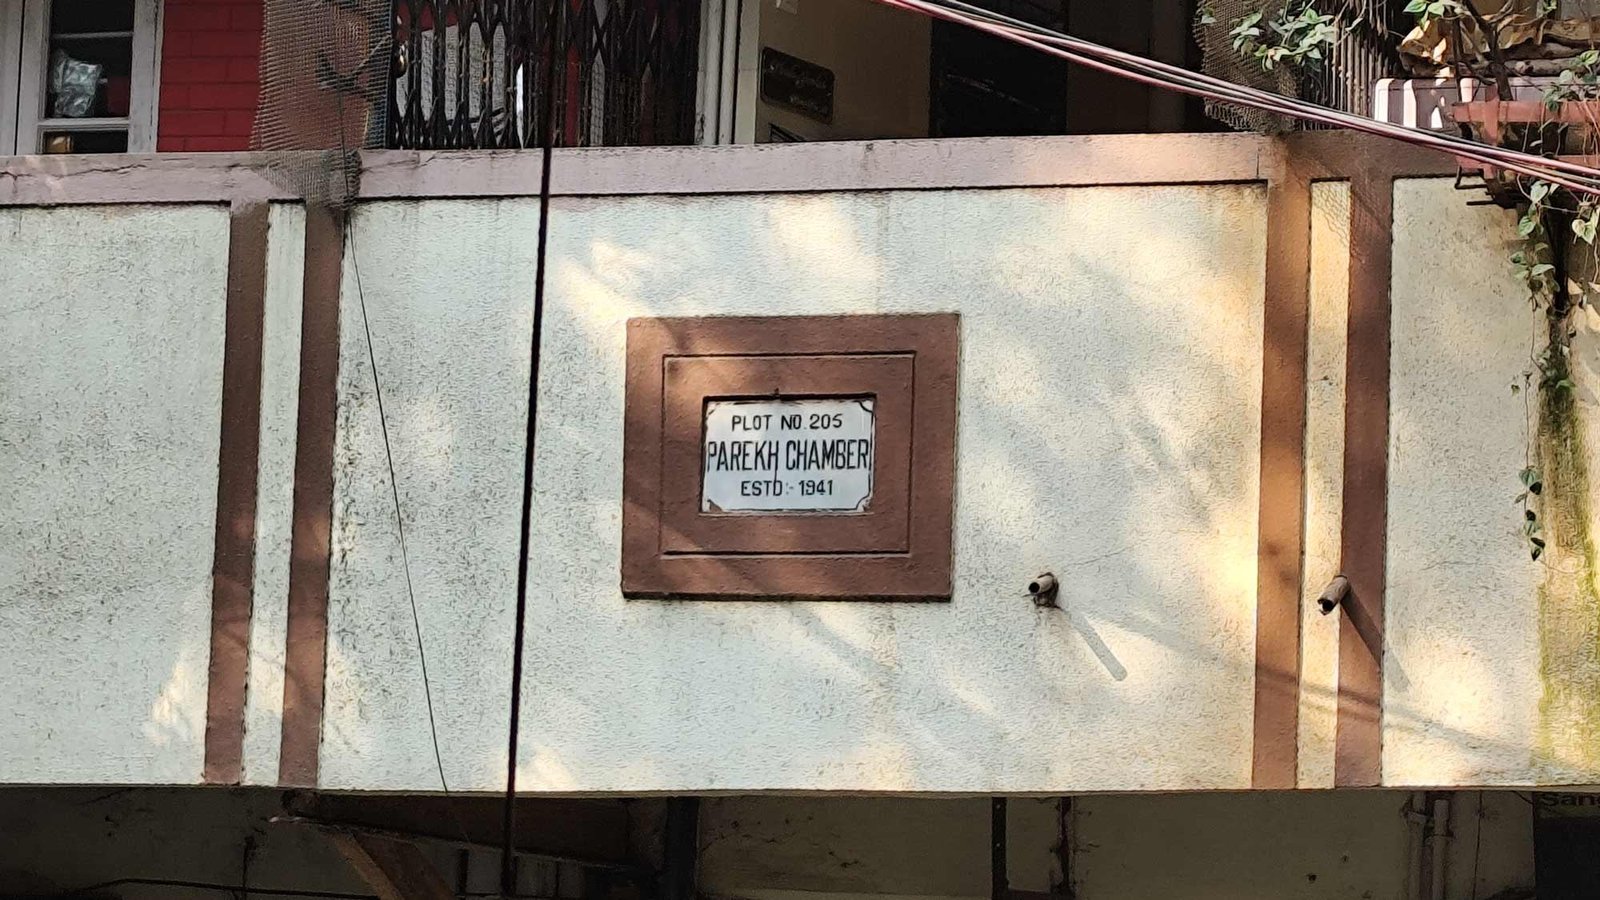 PLOT NO. 205
PAREKH CHAMBER
ESTD:- 1941